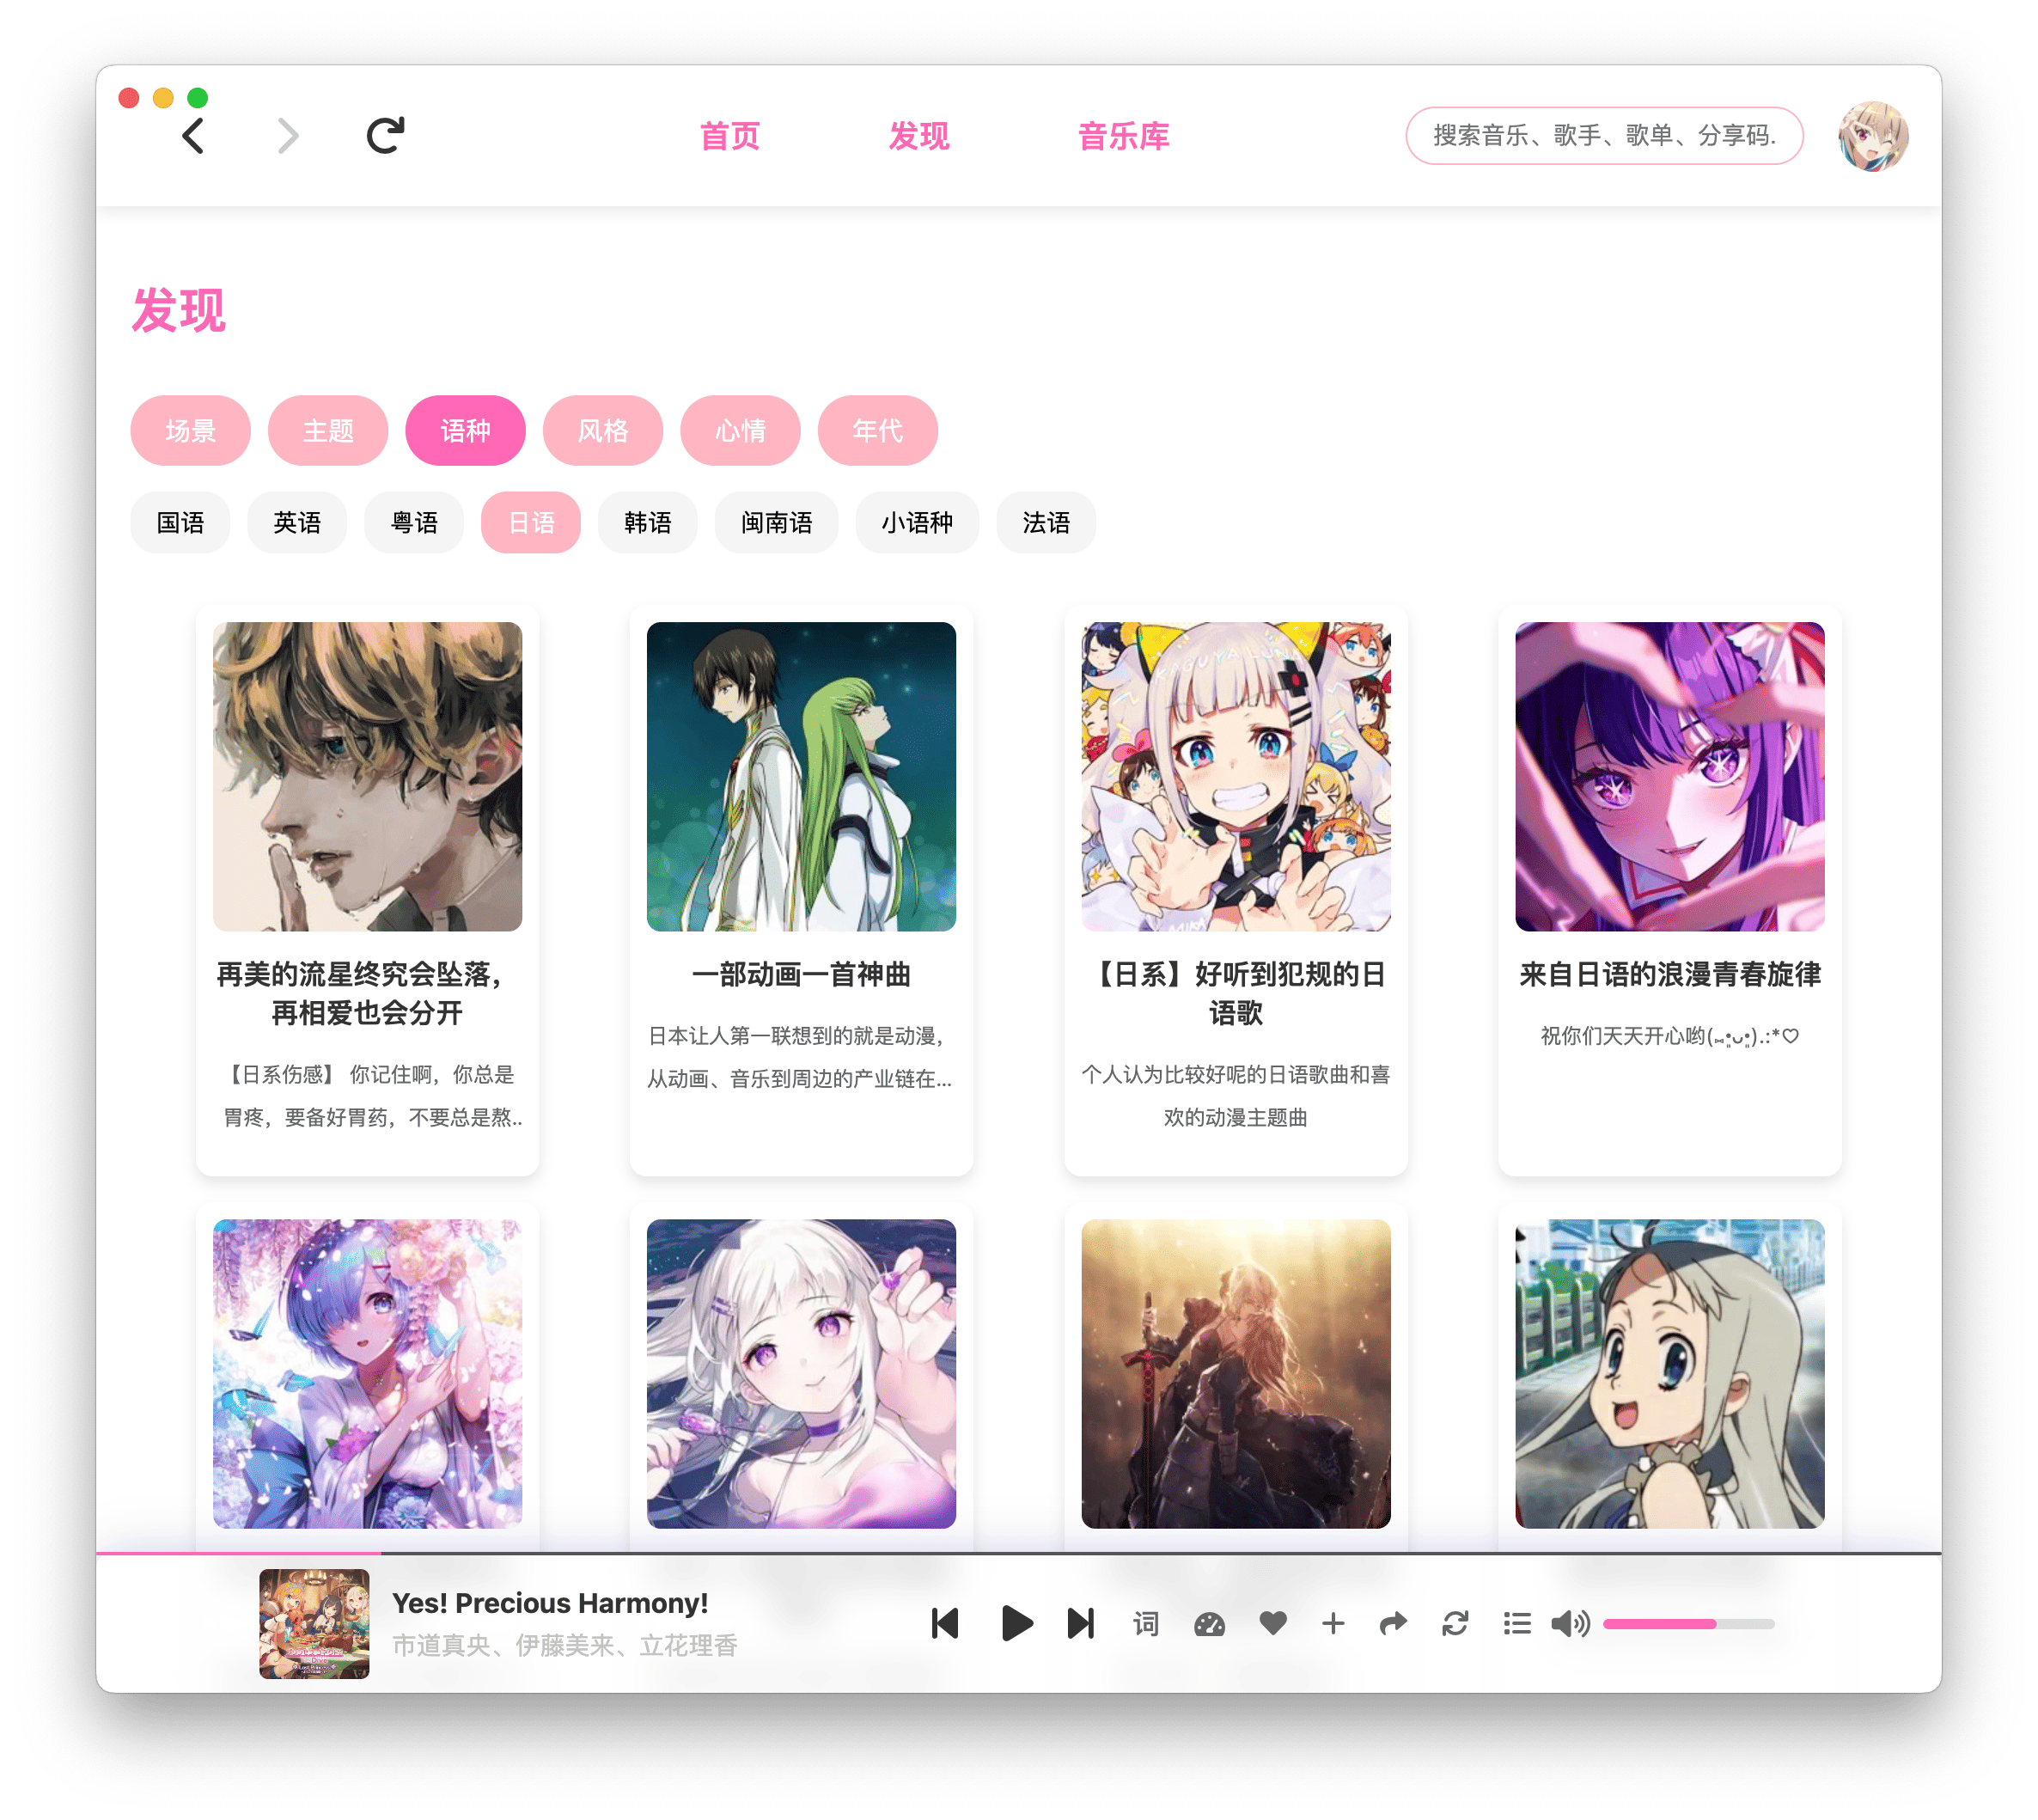 首页
发现
音乐库
搜索音乐、歌手、歌单、分享码.
发现
场景
主题
语种
风格
心情
年代
国语
英语
粤语
日语
韩语
闽南语
小语种
法语
再美的流星终究会坠落，
再相爱也会分开
【日系伤感】 你记住啊，你总是
胃疼，要备好胃药，不要总是熬..
一部动画一首神曲
日本让人第一联想到的就是动漫，
从动画、音乐到周边的产业链在...
KAGUYA LUNA
【日系】好听到犯规的日
语歌
个人认为比较好呢的日语歌曲和喜
欢的动漫主题曲
来自日语的浪漫青春旋律
祝你们天天开心哟(⑅•͈ᴗ•͈).:*♡
Yes! Precious Harmony!
市道真央、伊藤美来、立花理香
词